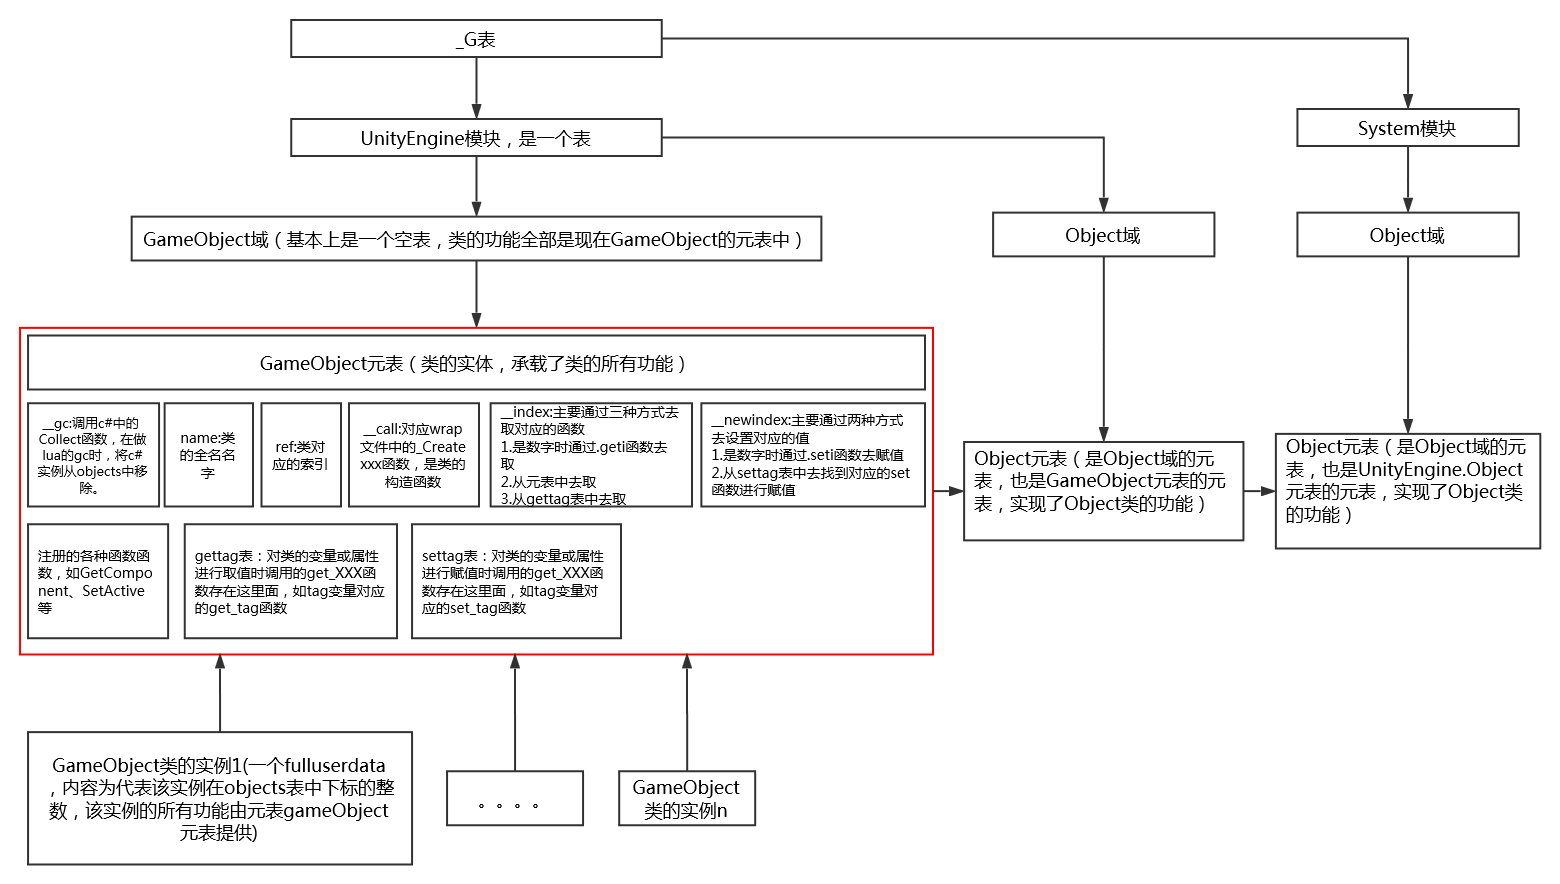 _G表
UnityEngine模块，是一个表
System模块
GameObject域（基本上是一个空表，类的功能全部是现在GameObject的元表中）
Object域
Object域
GameObject元表（类的实体，承载了类的所有功能）
__gc:调用c#中的
Collect函数，在做
lua的gc时，将c#
实例从objects中移
除。
name:类
的全名名
字
ref:类对
应的索引
__call:对应wrap
文件中的_Create
xxx函数，是类的
构造函数
__index:主要通过三种方式去
取对应的函数
1.是数字时通过.geti函数去
取
2.从元表中去取
3.从gettag表中去取
__newindex:主要通过两种方式
去设置对应的值
1.是数字时通过.seti函数去赋值
2.从settag表中去找到对应的set
函数进行赋值
Object元表（是Object域的元
表，也是GameObject元表的元
表，实现了Object类的功能）
Object元表（是Object域的元
表，也是UnityEngine.Object
元表的元表，实现了Object类
的功能）
注册的各种函数函
数，如GetCompo
nent、SetActive
等
gettag表：对类的变量或属性
进行取值时调用的get_XXX函
数存在这里面，如tag变量对应
的get_tag函数
settag表：对类的变量或属性
进行赋值时调用的get_XXX函
数存在这里面，如tag变量对
应的set_tag函数
GameObject类的实例1(一个fulluserdata
，内容为代表该实例在objects表中下标的整
数，该实例的所有功能由元表gameObject
元表提供)
。。。。
GameObject
类的实例n